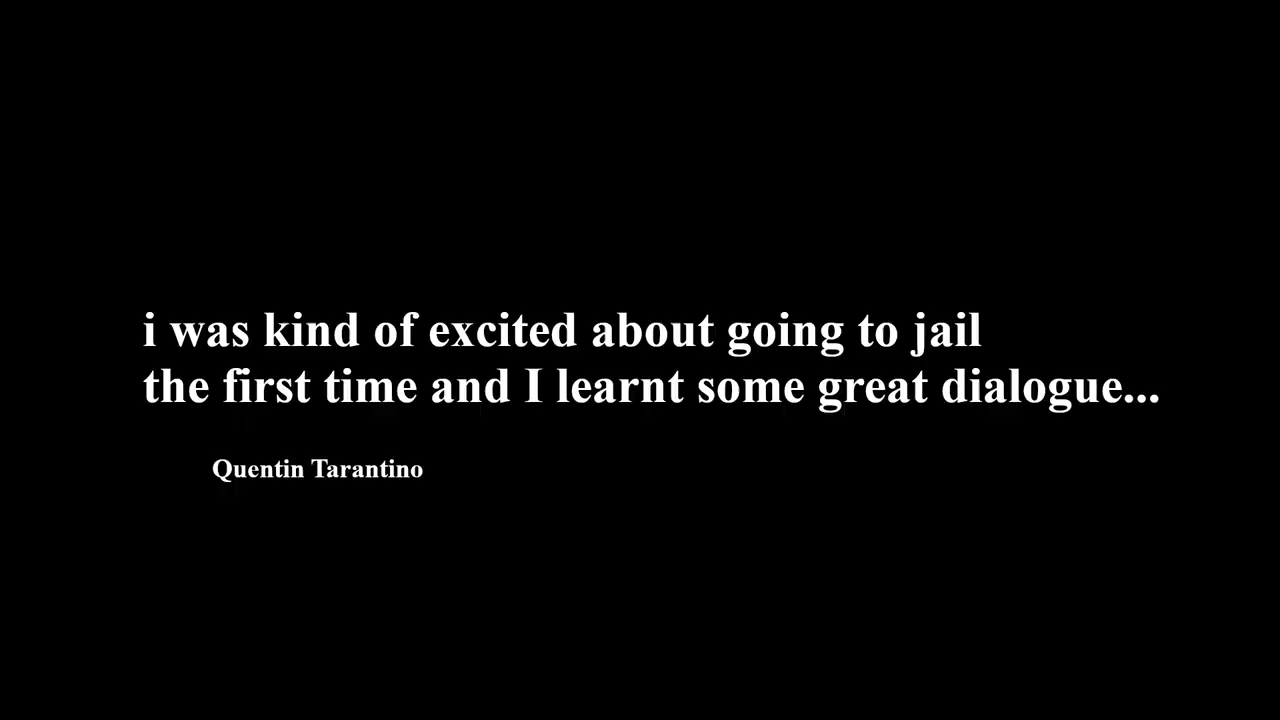 i was kind of excited about going to jail
the first time and I learnt some great dialogue...
Quentin Tarantino